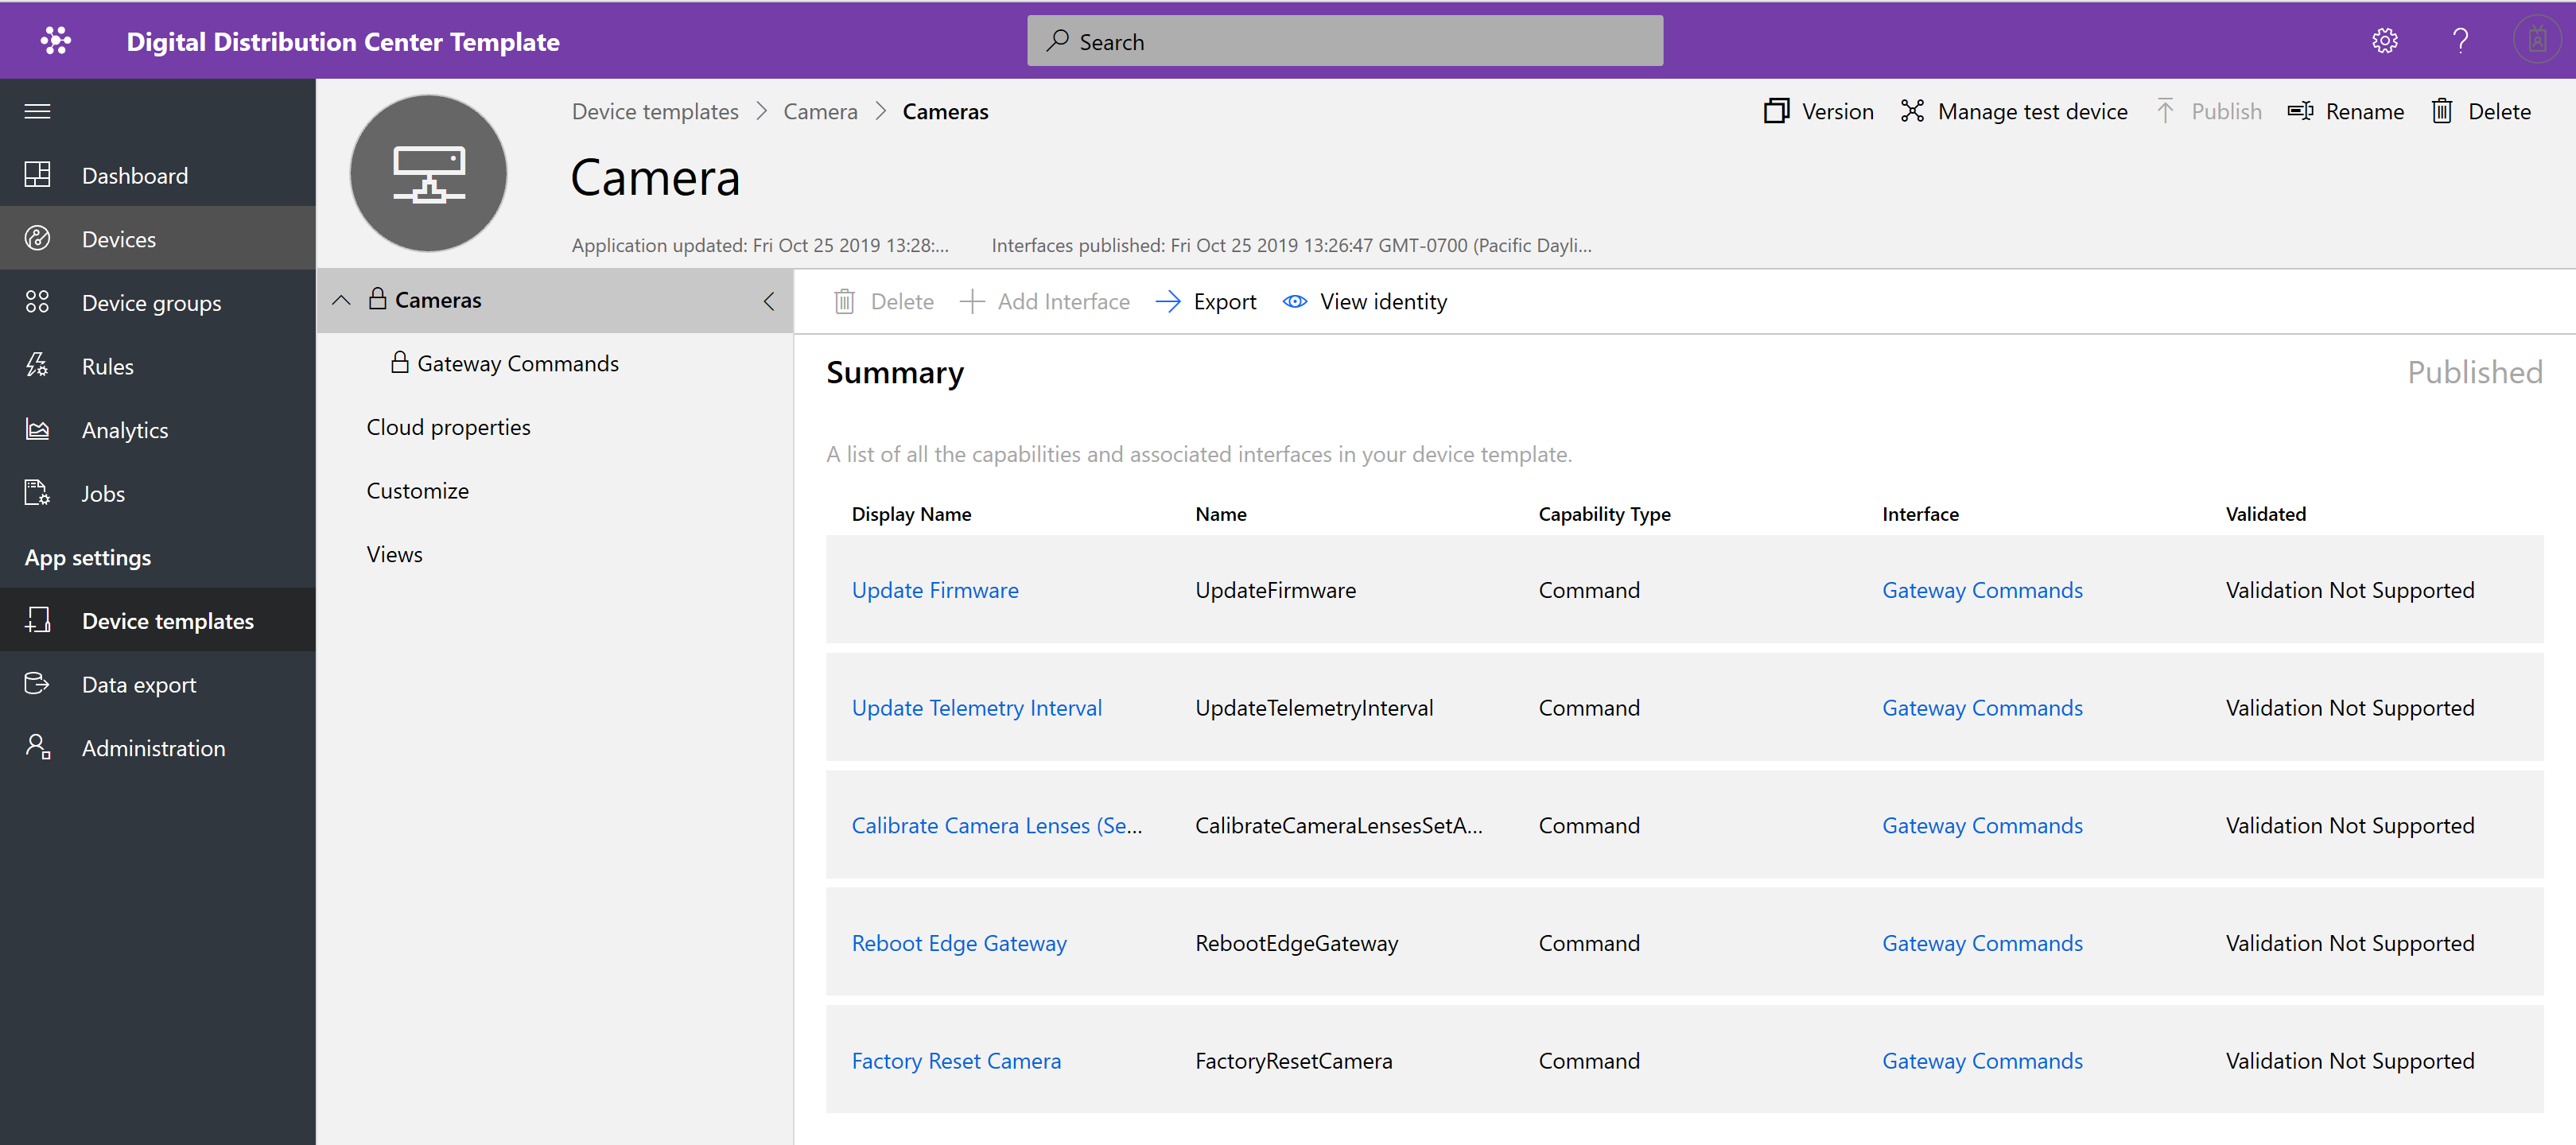 Digital Distribution Center Template
Search
Dashboard
Devices
Device groups
Rules
Analytics
Jobs
App settings
Device templates
Data export
Administration
Device templates > Camera > Cameras
Version
Manage test device
Publish
Rename
Delete
Camera
Application updated: Fri Oct 25 2019 13:28:...
Interfaces published: Fri Oct 25 2019 13:26:47 GMT-0700 (Pacific Dayli...
Cameras
Gateway Commands
Cloud properties
Customize
Views
Delete
Add Interface
Export
View identity
Summary
Published
A list of all the capabilities and associated interfaces in your device template.
Display Name Name Capability Type Interface Validated
Update Firmware UpdateFirmware Command Gateway Commands Validation Not Supported
Update Telemetry Interval UpdateTelemetryInterval Command Gateway Commands Validation Not Supported
Calibrate Camera Lenses (Se... CalibrateCameraLensesSetA... Command Gateway Commands Validation Not Supported
Reboot Edge Gateway RebootEdgeGateway Command Gateway Commands Validation Not Supported
Factory Reset Camera FactoryResetCamera Command Gateway Commands Validation Not Supported